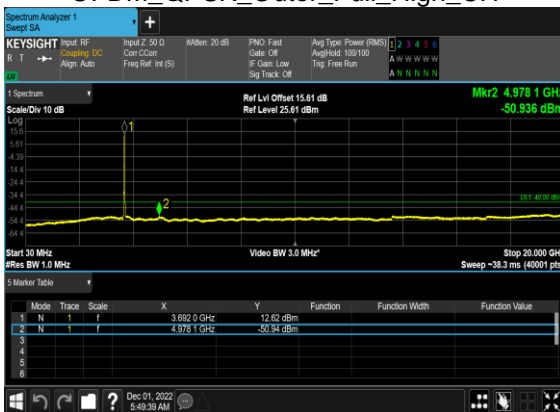 Spectrum Analyzer 1
Swept SA
KEYSIGHT Input: RF Input Z: 50 Ω #Atten: 20 dB PNO: Fast Avg Type: Power (RMS) 1 2 3 4 5 6
R T Coupling: DC Corr CCorr Gate: Off Avg|Hold: 100/100 A W W W W W
Align: Auto Freq Ref: Int (S) IF Gain: Low Trig: Free Run
Sig Track: Off A N N N N N
1 Spectrum Ref Lvl Offset 15.61 dB Mkr2 4.978 1 GHz
Scale/Div 10 dB Ref Level 25.61 dBm -50.936 dBm
Log
15.6 1
5.61
-4.39
-14.4
-24.4
-34.4 DL1 -40.00 dBm
-44.4 2
-54.4
-64.4
Start 30 MHz Video BW 3.0 MHz* Stop 20.000 GHz
#Res BW 1.0 MHz Sweep ~38.3 ms (40001 pts)
5 Marker Table
Mode Trace Scale X Y Function Function Width Function Value
1 N 1 f 3.692 0 GHz 12.62 dBm
2 N 1 f 4.978 1 GHz -50.94 dBm
3
4
5
6
? Dec 01, 2022
5:49:39 AM